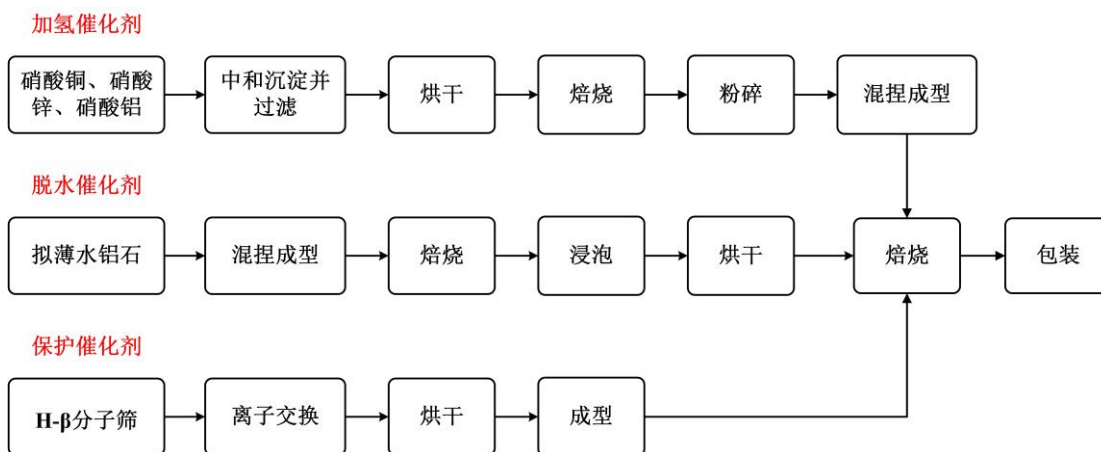 加氢催化剂
硝酸铜、硝酸
锌、硝酸铝
中和沉淀并
过滤
烘干
焙烧
粉碎
混捏成型
脱水催化剂
拟薄水铝石
混捏成型
焙烧
浸泡
烘干
焙烧
包装
保护催化剂
H-β分子筛
离子交换
烘干
成型